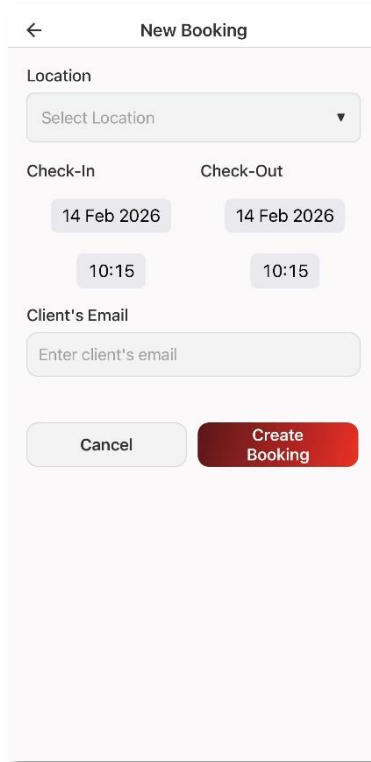 New Booking
Location
Select Location
Check-In Check-Out
14 Feb 2026 14 Feb 2026
10:15 10:15
Client's Email
Enter client's email
Cancel
Create
Booking